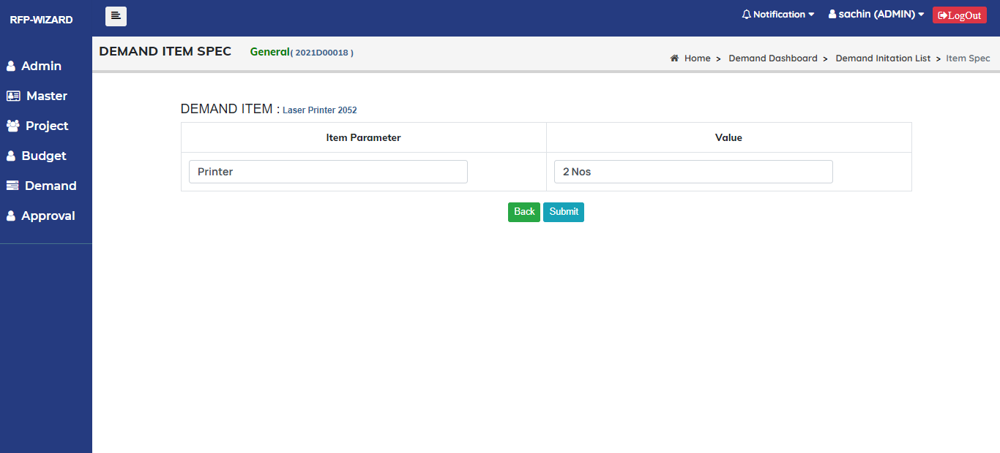 RFP-WIZARD
Notification
sachin (ADMIN)
LogOut
DEMAND ITEM SPEC General( 2021D00018 )
Home > Demand Dashboard > Demand Initation List > Item Spec
Admin
Master
Project
Budget
Demand
Approval
DEMAND ITEM : Laser Printer 2052
Item Parameter Value
Printer 2 Nos
Back Submit